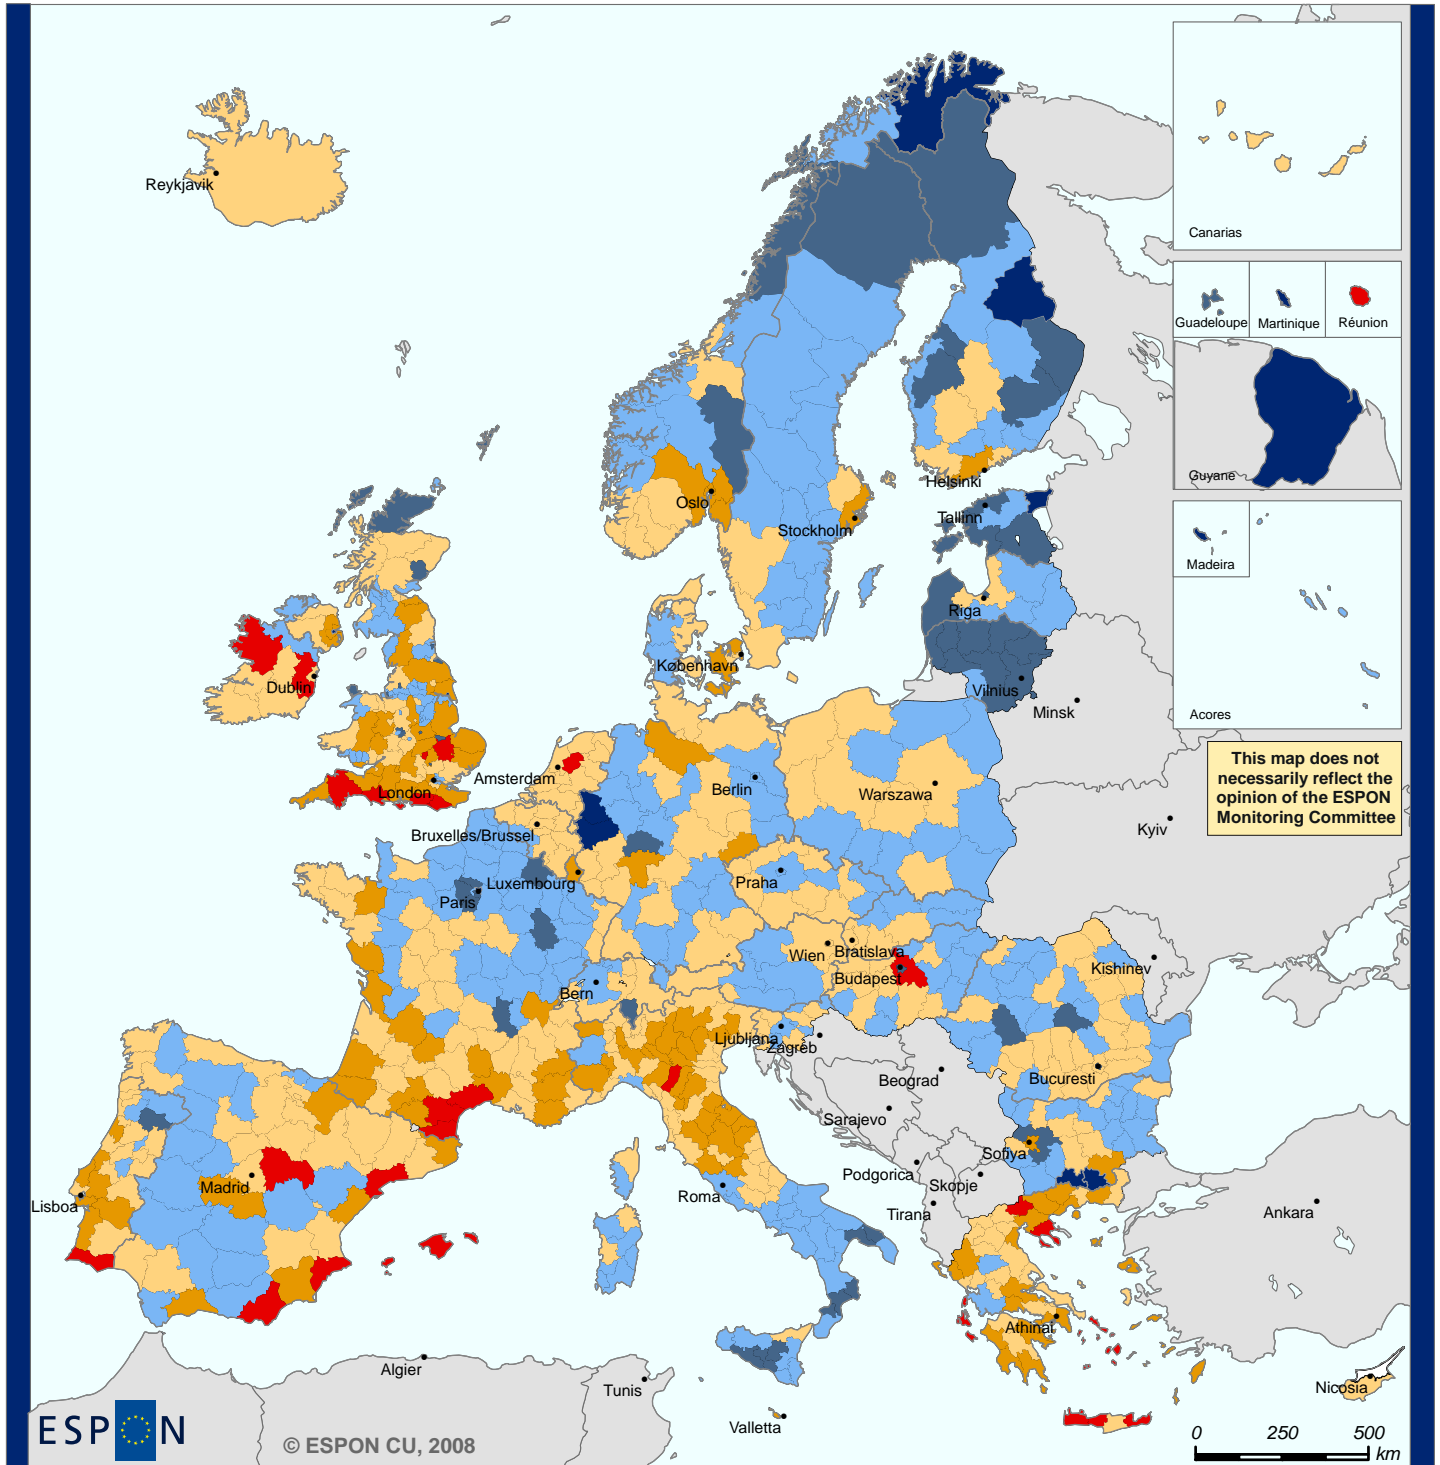 Reykjavik
Canarias
Guadeloupe
Martinique
Réunion
Guyane
Madeira
Acores
This map does not
necessarily reflect the
opinion of the ESPON
Monitoring Committee
Helsinki
Oslo
Tallinn
Stockholm
Riga
København
Dublin
Vilnius
Minsk
Amsterdam
Berlin
Warszawa
London
Kyiv
Bruxelles/Brussel
Luxembourg
Praha
Paris
Wien
Bratislava
Kishinev
Budapest
Bern
Ljubljana
Zagreb
Beograd
Bucuresti
Sarajevo
Sofiya
Podgorica
Skopje
Madrid
Roma
Lisboa
Tirana
Ankara
Athinai
Algier
Tunis
Nicosia
Valletta
ESPON
© ESPON CU, 2008
0 250 500
km